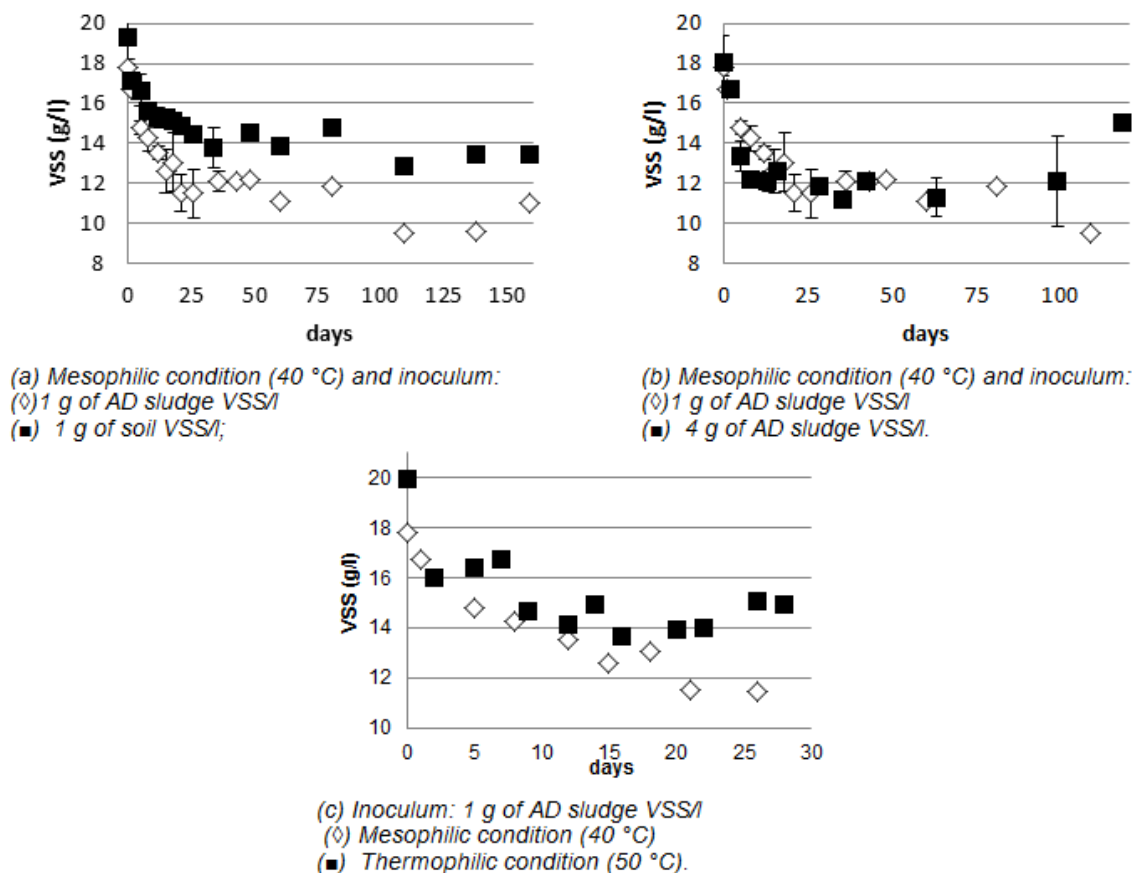 20
18
16
14
12
10
8
VSS (g/l)
0 25 50 75 100 125 150
days
(a) Mesophilic condition (40 °C) and inoculum:
(◊)1 g of AD sludge VSS/l
(■) 1 g of soil VSS/l;
20
18
16
14
12
10
8
VSS (g/l)
0 25 50 75 100
days
(b) Mesophilic condition (40 °C) and inoculum:
(◊)1 g of AD sludge VSS/l
(■) 4 g of AD sludge VSS/l.
20
18
16
14
12
10
VSS (g/l)
0 5 10 15 20 25 30
days
(c) Inoculum: 1 g of AD sludge VSS/l
(◊) Mesophilic condition (40 °C)
(■) Thermophilic condition (50 °C).